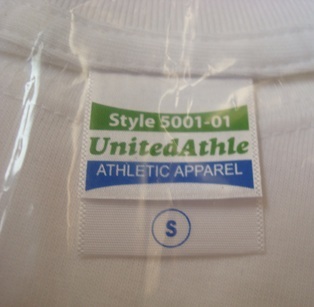 Style 5001-01
UnitedAthle
ATHLETIC APPAREL
S